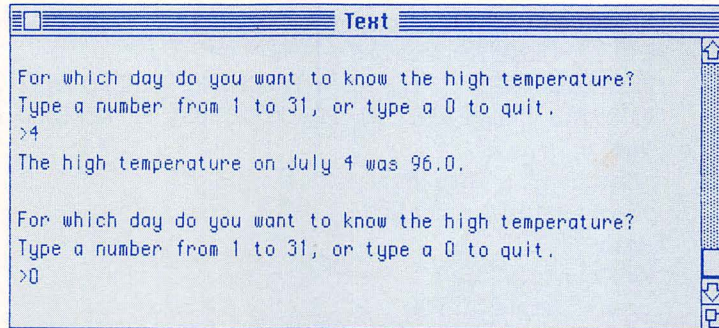 Text
For which day do you want to know the high temperature?
Type a number from 1 to 31, or type a 0 to quit.
>4
The high temperature on July 4 was 96.0.
For which day do you want to know the high temperature?
Type a number from 1 to 31, or type a 0 to quit.
>0